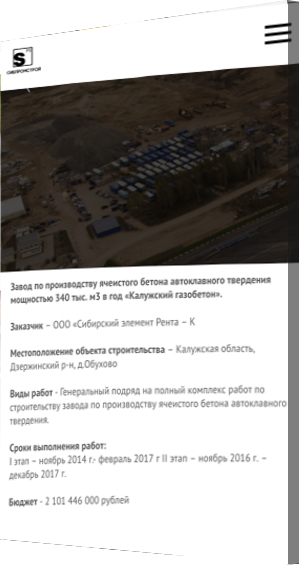 S
СИБПРОМСТРОЙ
Завод по производству ячеистого бетона автоклавного твердения
мощностью 340 тыс. м3 в год «Калужский газобетон».
Заказчик – ООО «Сибирский элемент Рента – К
Местоположение объекта строительства – Калужская область,
Дзержинский р-н, д.Обухово
Виды работ - Генеральный подряд на полный комплекс работ по
строительству завода по производству ячеистого бетона автоклавного
твердения.
Сроки выполнения работ:
I этап – ноябрь 2014 г.- февраль 2017 г II этап – ноябрь 2016 г. –
декабрь 2017 г.
Бюджет - 2 101 446 000 рублей